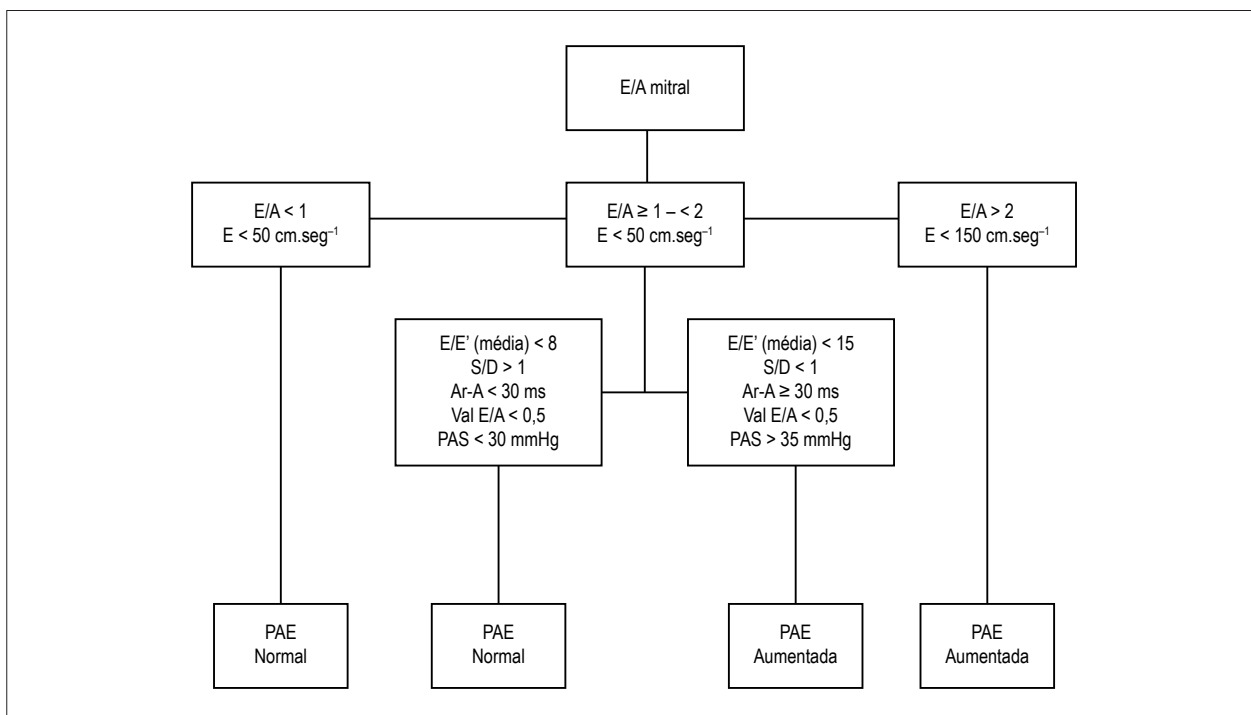 E/A mitral
E/A < 1
E < 50 cm.seg⁻¹
E/A ≥ 1 – < 2
E < 50 cm.seg⁻¹
E/A > 2
E < 150 cm.seg⁻¹
E/E' (média) < 8
S/D > 1
Ar-A < 30 ms
Val E/A < 0,5
PAS < 30 mmHg
E/E' (média) < 15
S/D < 1
Ar-A ≥ 30 ms
Val E/A < 0,5
PAS > 35 mmHg
PAE
Normal
PAE
Normal
PAE
Aumentada
PAE
Aumentada